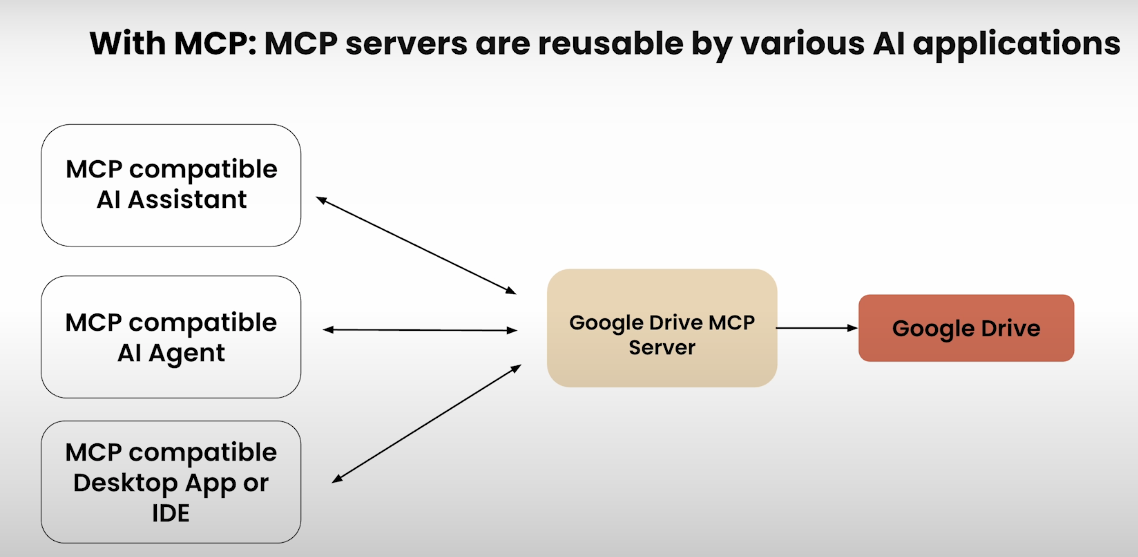 With MCP: MCP servers are reusable by various AI applications
MCP compatible
AI Assistant
MCP compatible
AI Agent
MCP compatible
Desktop App or
IDE
Google Drive MCP
Server
Google Drive